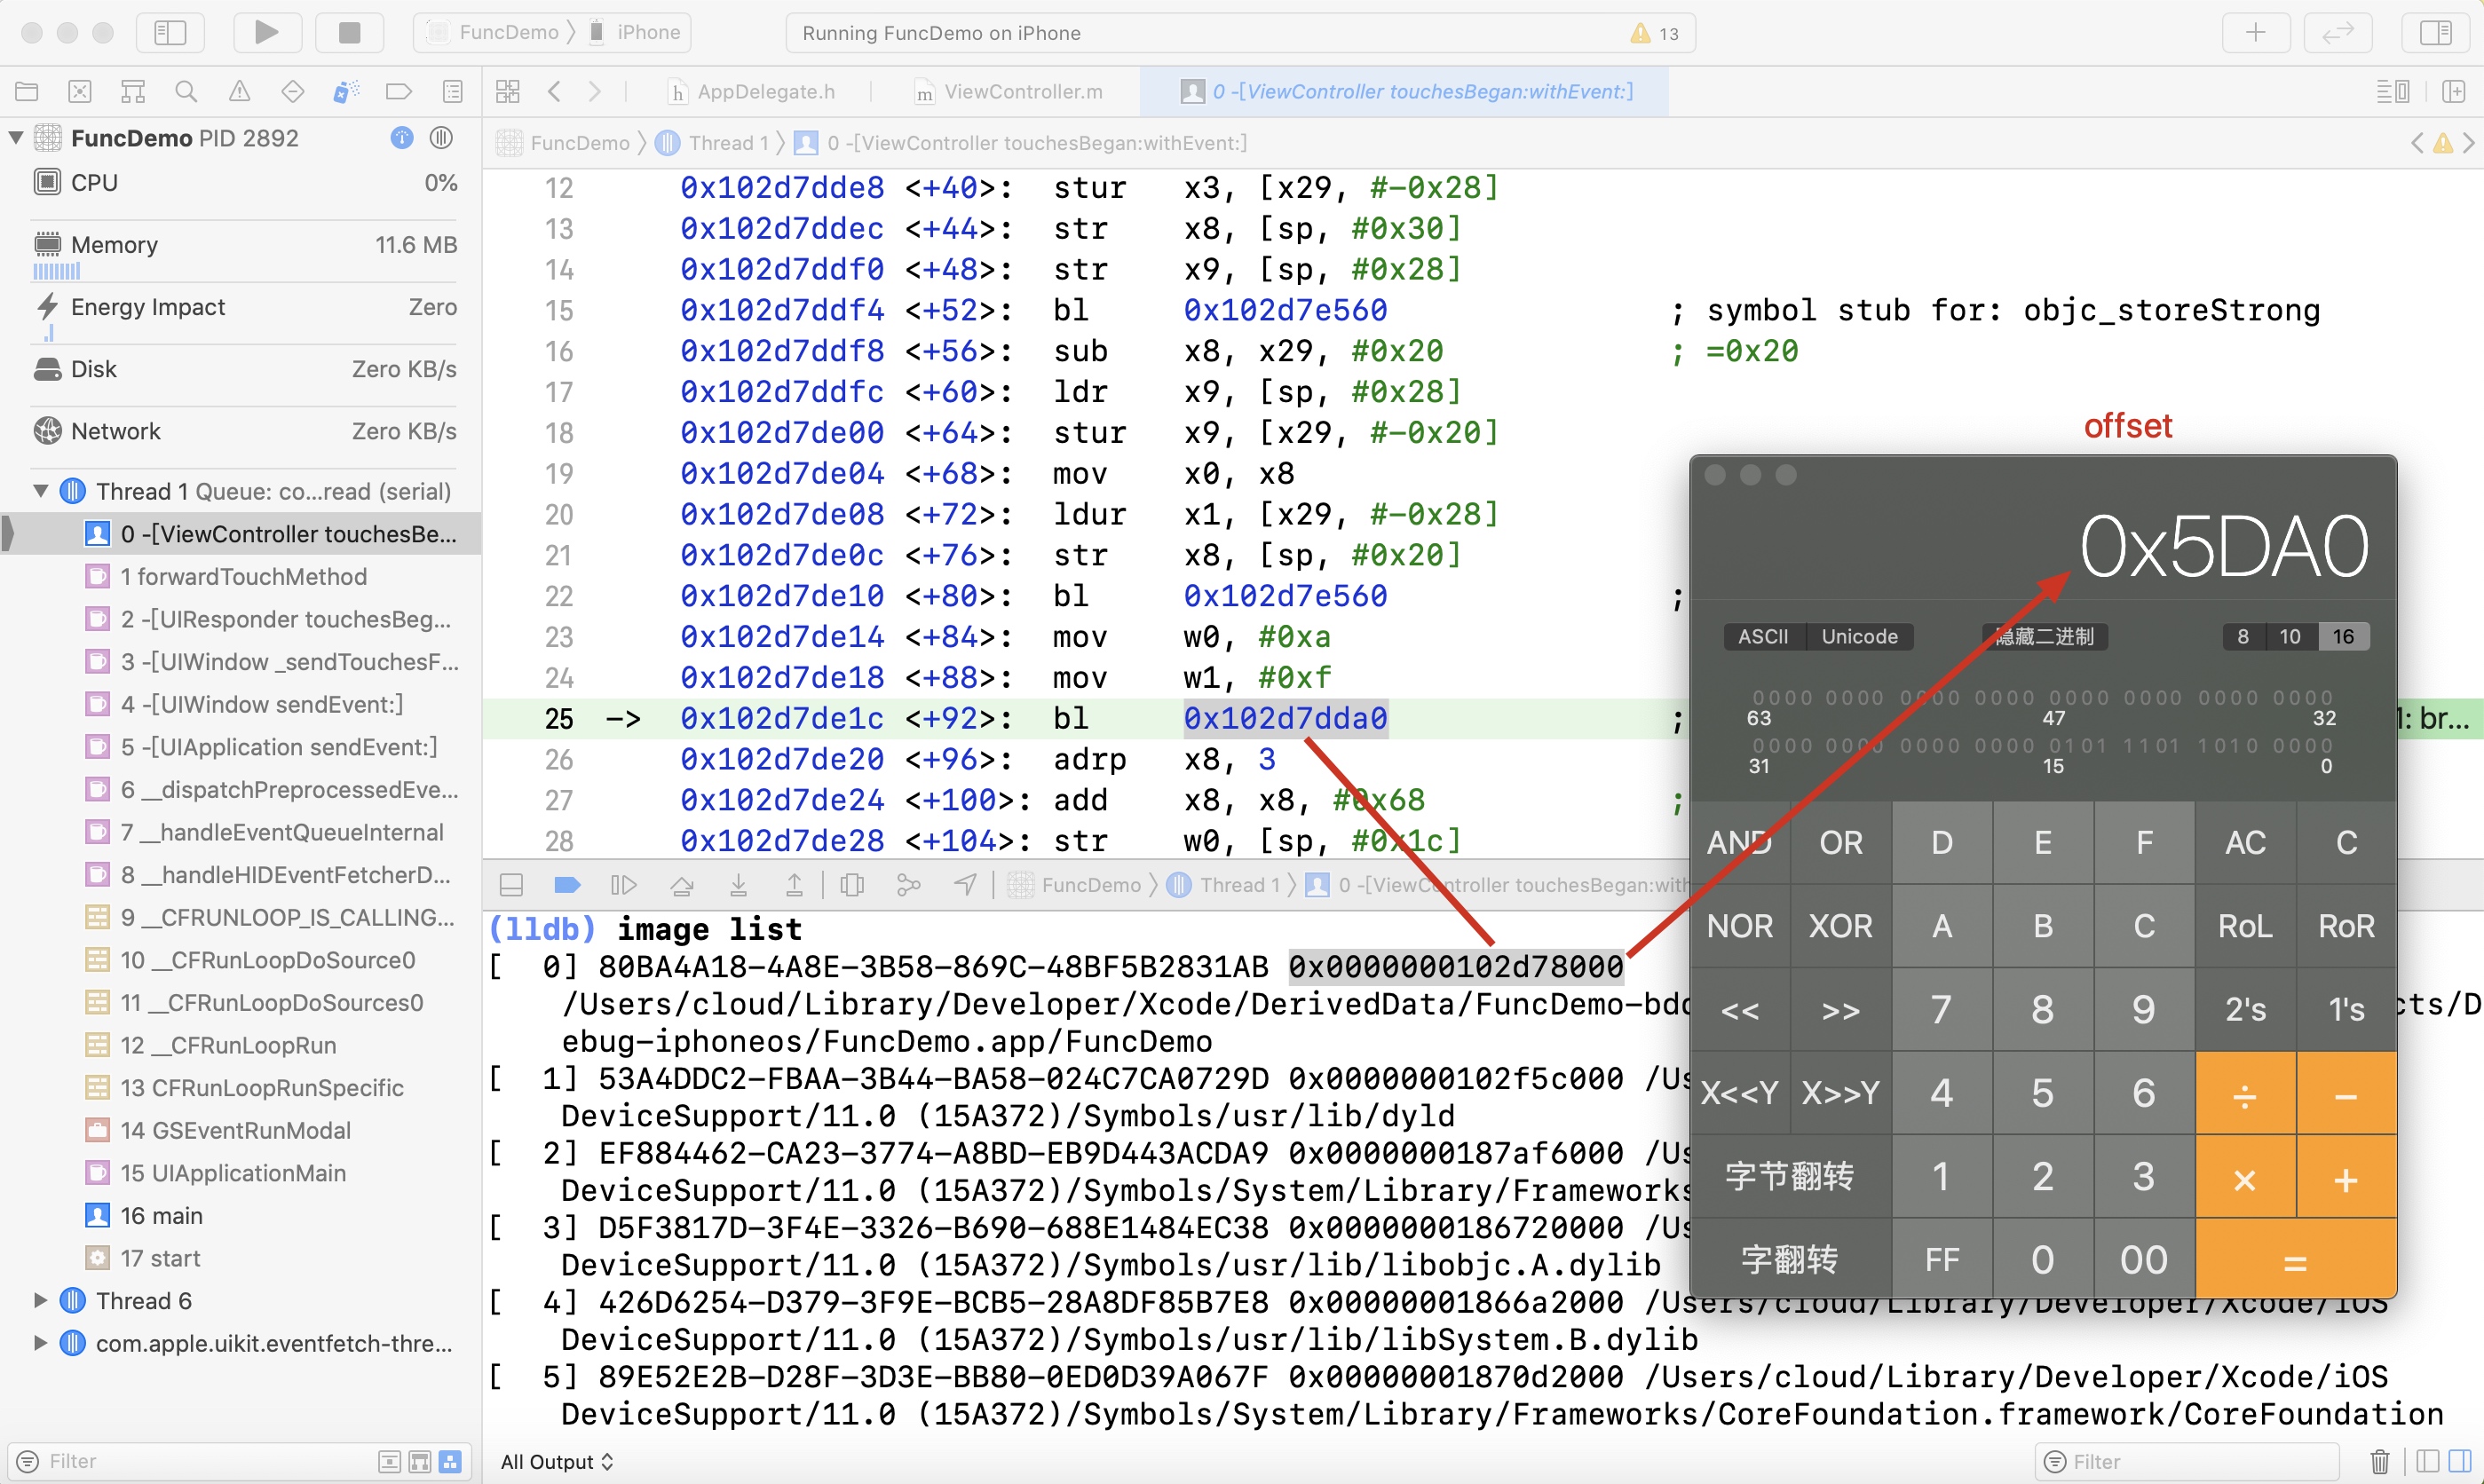 FuncDemo 〉 iPhone
Running FuncDemo on iPhone
13
AppDelegate.h
ViewController.m
0 -[ViewController touchesBegan:withEvent:]
FuncDemo PID 2892
CPU 0%
Memory 11.6 MB
Energy Impact Zero
Disk Zero KB/s
Network Zero KB/s
Thread 1 Queue: co...read (serial)
0 -[ViewController touchesBe...
1 forwardTouchMethod
2 -[UIResponder touchesBeg...
3 -[UIWindow _sendTouchesF...
4 -[UIWindow sendEvent:]
5 -[UIApplication sendEvent:]
6 __dispatchPreprocessedEve...
7 __handleEventQueueInternal
8 __handleHIDEventFetcherD...
9 __CFRUNLOOP_IS_CALLING...
10 __CFRunLoopDoSource0
11 __CFRunLoopDoSources0
12 __CFRunLoopRun
13 CFRunLoopRunSpecific
14 GSEventRunModal
15 UIApplicationMain
16 main
17 start
Thread 6
com.apple.uikit.eventfetch-thre...
Filter
FuncDemo 〉 Thread 1 〉 0 -[ViewController touchesBegan:withEvent:]
12 0x102d7dde8 <+40>: stur x3, [x29, #-0x28]
13 0x102d7ddec <+44>: str x8, [sp, #0x30]
14 0x102d7ddf0 <+48>: str x9, [sp, #0x28]
15 0x102d7ddf4 <+52>: bl 0x102d7e560 ; symbol stub for: objc_storeStrong
16 0x102d7ddf8 <+56>: sub x8, x29, #0x20 ; =0x20
17 0x102d7ddfc <+60>: ldr x9, [sp, #0x28]
18 0x102d7de00 <+64>: stur x9, [x29, #-0x20]
19 0x102d7de04 <+68>: mov x0, x8
20 0x102d7de08 <+72>: ldur x1, [x29, #-0x28]
21 0x102d7de0c <+76>: str x8, [sp, #0x20]
22 0x102d7de10 <+80>: bl 0x102d7e560 ;
23 0x102d7de14 <+84>: mov w0, #0xa
24 0x102d7de18 <+88>: mov w1, #0xf
25 -> 0x102d7de1c <+92>: bl 0x102d7dda0 ; 1: br...
26 0x102d7de20 <+96>: adrp x8, 3
27 0x102d7de24 <+100>: add x8, x8, #0x68 ;
28 0x102d7de28 <+104>: str w0, [sp, #0x1c]
FuncDemo 〉 Thread 1 〉 0 -[ViewController touchesBegan:with
(lldb) image list
[ 0] 80BA4A18-4A8E-3B58-869C-48BF5B2831AB 0x0000000102d78000
/Users/cloud/Library/Developer/Xcode/DerivedData/FuncDemo-bdc cts/D
ebug-iphoneos/FuncDemo.app/FuncDemo
[ 1] 53A4DDC2-FBAA-3B44-BA58-024C7CA0729D 0x0000000102f5c000 /Us
DeviceSupport/11.0 (15A372)/Symbols/usr/lib/dyld
[ 2] EF884462-CA23-3774-A8BD-EB9D443ACDA9 0x0000000187af6000 /Us
DeviceSupport/11.0 (15A372)/Symbols/System/Library/Frameworks
[ 3] D5F3817D-3F4E-3326-B690-688E1484EC38 0x0000000186720000 /Us
DeviceSupport/11.0 (15A372)/Symbols/usr/lib/libobjc.A.dylib
[ 4] 426D6254-D379-3F9E-BCB5-28A8DF85B7E8 0x00000001866a2000 /Users/cloud/Library/Developer/Xcode/iOS
DeviceSupport/11.0 (15A372)/Symbols/usr/lib/libSystem.B.dylib
[ 5] 89E52E2B-D28F-3D3E-BB80-0ED0D39A067F 0x00000001870d2000 /Users/cloud/Library/Developer/Xcode/iOS
DeviceSupport/11.0 (15A372)/Symbols/System/Library/Frameworks/CoreFoundation.framework/CoreFoundation
All Output
Filter
offset
0x5DA0
ASCII Unicode 隐藏二进制 8 10 16
0000 0000 0000 0000 0000 0000 0000 0000
63 47 32
0000 0000 0000 0000 0101 1101 1010 0000
31 15 0
AND OR D E F AC C
NOR XOR A B C RoL RoR
<< >> 7 8 9 2's 1's
X<<Y X>>Y 4 5 6 ÷ −
字节翻转 1 2 3 × +
字翻转 FF 0 00 =